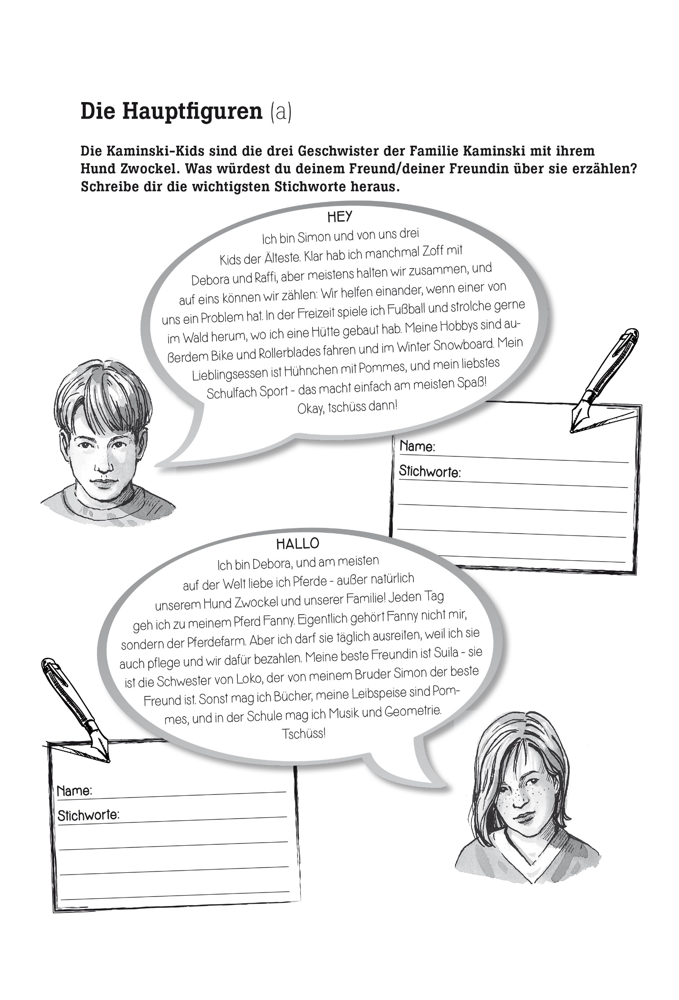 Die Hauptfiguren (a)
Die Kaminski-Kids sind die drei Geschwister der Familie Kaminski mit ihrem
Hund Zwockel. Was würdest du deinem Freund/deiner Freundin über sie erzählen?
Schreibe dir die wichtigsten Stichworte heraus.
HEY
Ich bin Simon und von uns drei
Kids der Älteste. Klar hab ich manchmal Zoff mit
Debora und Raffi, aber meistens halten wir zusammen, und
auf eins können wir zählen: Wir helfen einander, wenn einer von
uns ein Problem hat. In der Freizeit spiele ich Fußball und strolche gerne
im Wald herum, wo ich eine Hütte gebaut hab. Meine Hobbys sind au-
ßerdem Bike und Rollerblades fahren und im Winter Snowboard. Mein
Lieblingsessen ist Hühnchen mit Pommes, und mein liebstes
Schulfach Sport - das macht einfach am meisten Spaß!
Okay, tschüss dann!
Name:
Stichworte:
HALLO
Ich bin Debora, und am meisten
auf der Welt liebe ich Pferde - außer natürlich
unserem Hund Zwockel und unserer Familie! Jeden Tag
geh ich zu meinem Pferd Fanny. Eigentlich gehört Fanny nicht mir,
sondern der Pferdefarm. Aber ich darf sie täglich ausreiten, weil ich sie
auch pflege und wir dafür bezahlen. Meine beste Freundin ist Suila - sie
ist die Schwester von Loko, der von meinem Bruder Simon der beste
Freund ist. Sonst mag ich Bücher, meine Leibspeise sind Pom-
mes, und in der Schule mag ich Musik und Geometrie.
Tschüss!
Name:
Stichworte: